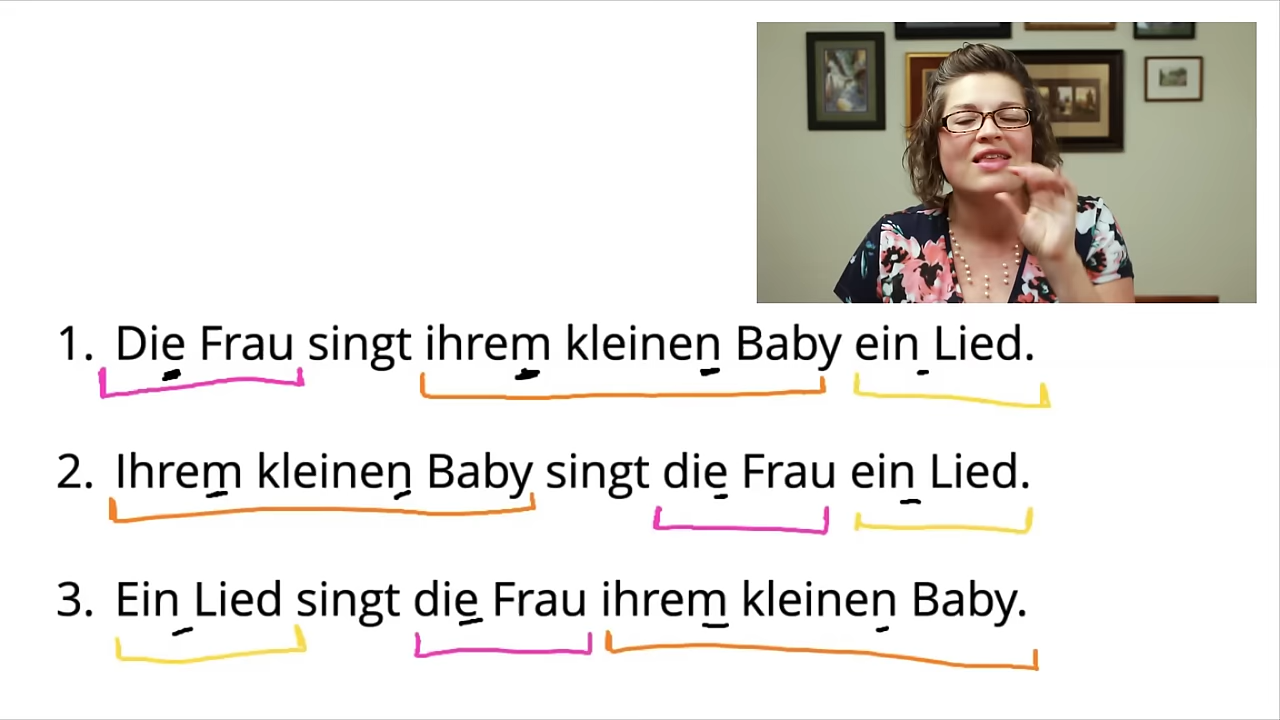 1. Die Frau singt ihrem kleinen Baby ein Lied.
2. Ihrem kleinen Baby singt die Frau ein Lied.
3. Ein Lied singt die Frau ihrem kleinen Baby.